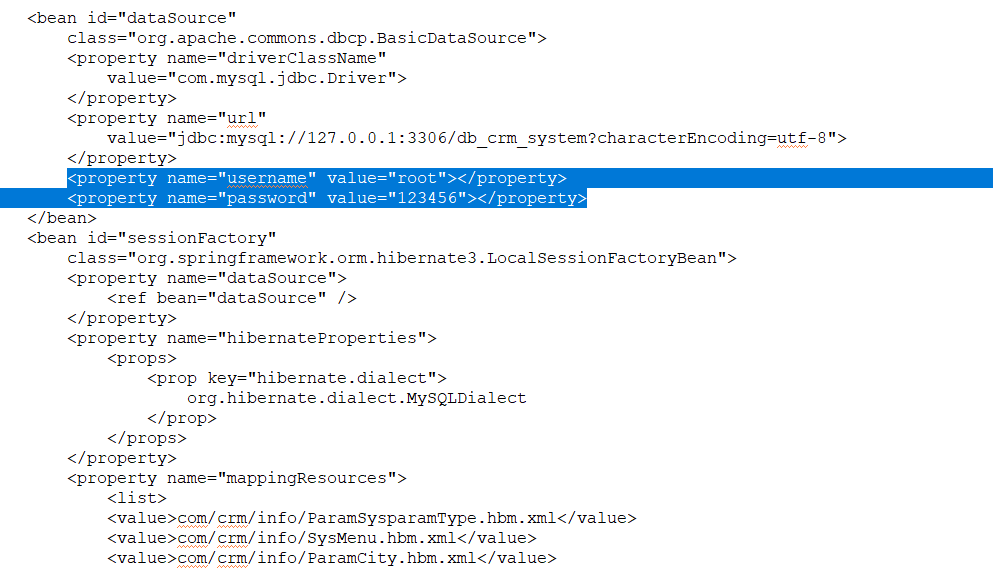 <bean id="dataSource"
class="org.apache.commons.dbcp.BasicDataSource">
<property name="driverClassName"
value="com.mysql.jdbc.Driver">
</property>
<property name="url"
value="jdbc:mysql://127.0.0.1:3306/db_crm_system?characterEncoding=utf-8">
</property>
<property name="username" value="root"></property>
<property name="password" value="123456"></property>
</bean>
<bean id="sessionFactory"
class="org.springframework.orm.hibernate3.LocalSessionFactoryBean">
<property name="dataSource">
<ref bean="dataSource" />
</property>
<property name="hibernateProperties">
<props>
<prop key="hibernate.dialect">
org.hibernate.dialect.MySQLDialect
</prop>
</props>
</property>
<property name="mappingResources">
<list>
<value>com/crm/info/ParamSysparamType.hbm.xml</value>
<value>com/crm/info/SysMenu.hbm.xml</value>
<value>com/crm/info/ParamCity.hbm.xml</value>